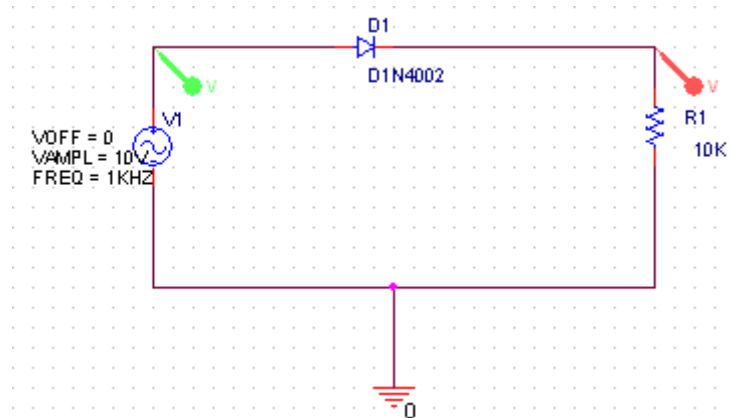 D1
D1N4002
V
V
V1
VOFF = 0
VAMPL = 10V
FREQ = 1KHZ
R1
10K
0